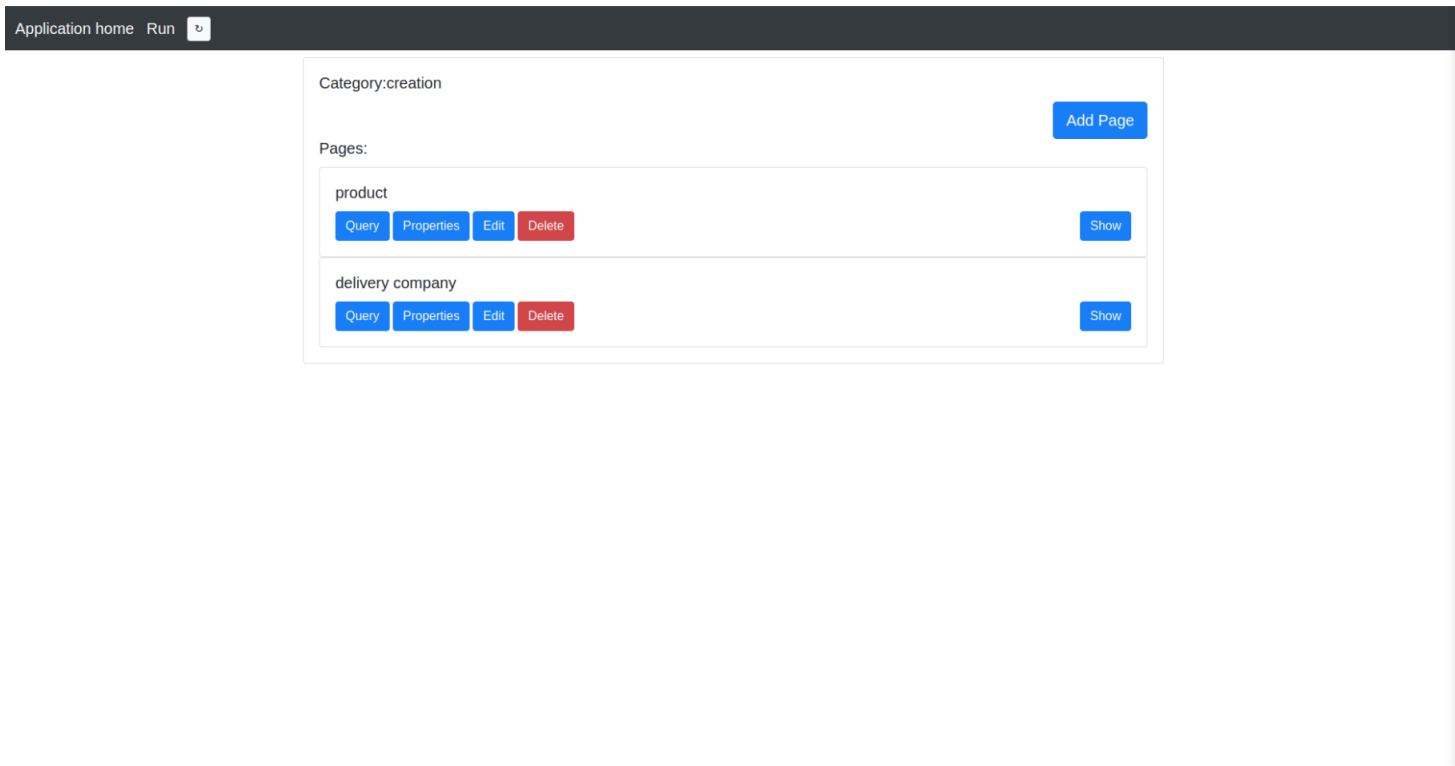 Application home Run ↻
Category:creation
Add Page
Pages:
product
Query Properties Edit Delete Show
delivery company
Query Properties Edit Delete Show